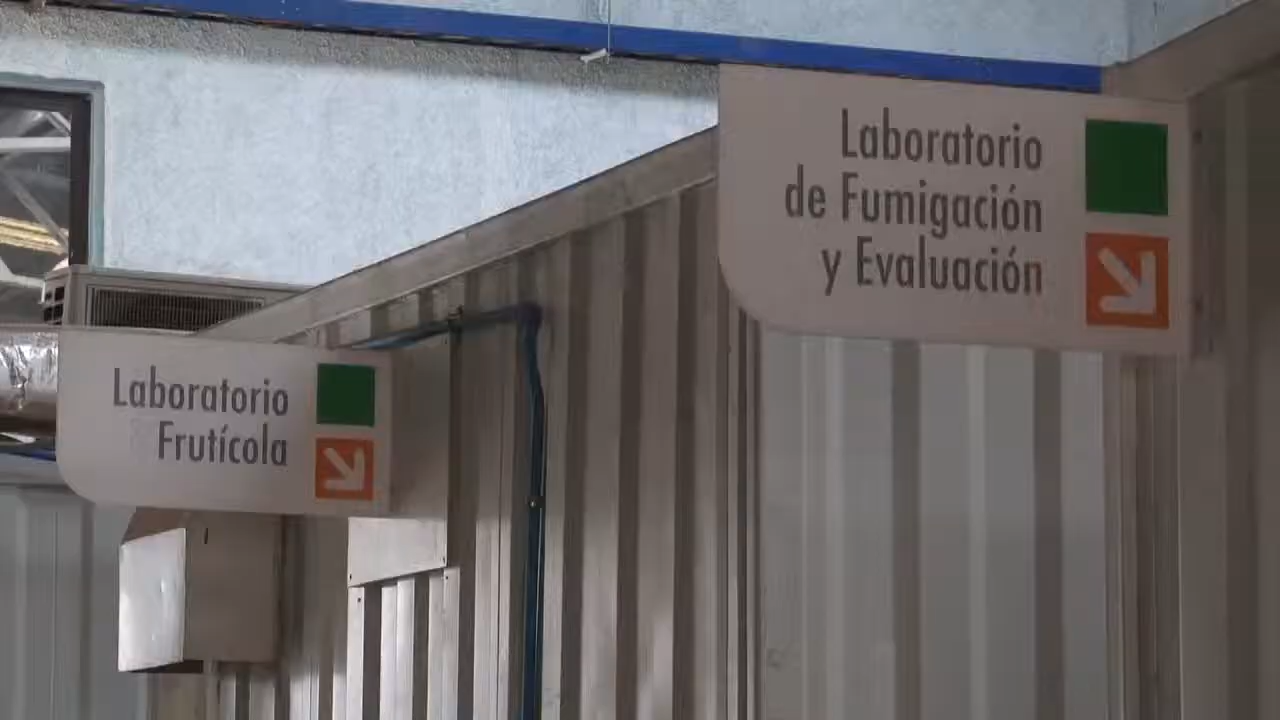 Laboratorio
de Fumigación
y Evaluación
Laboratorio
Frutícola